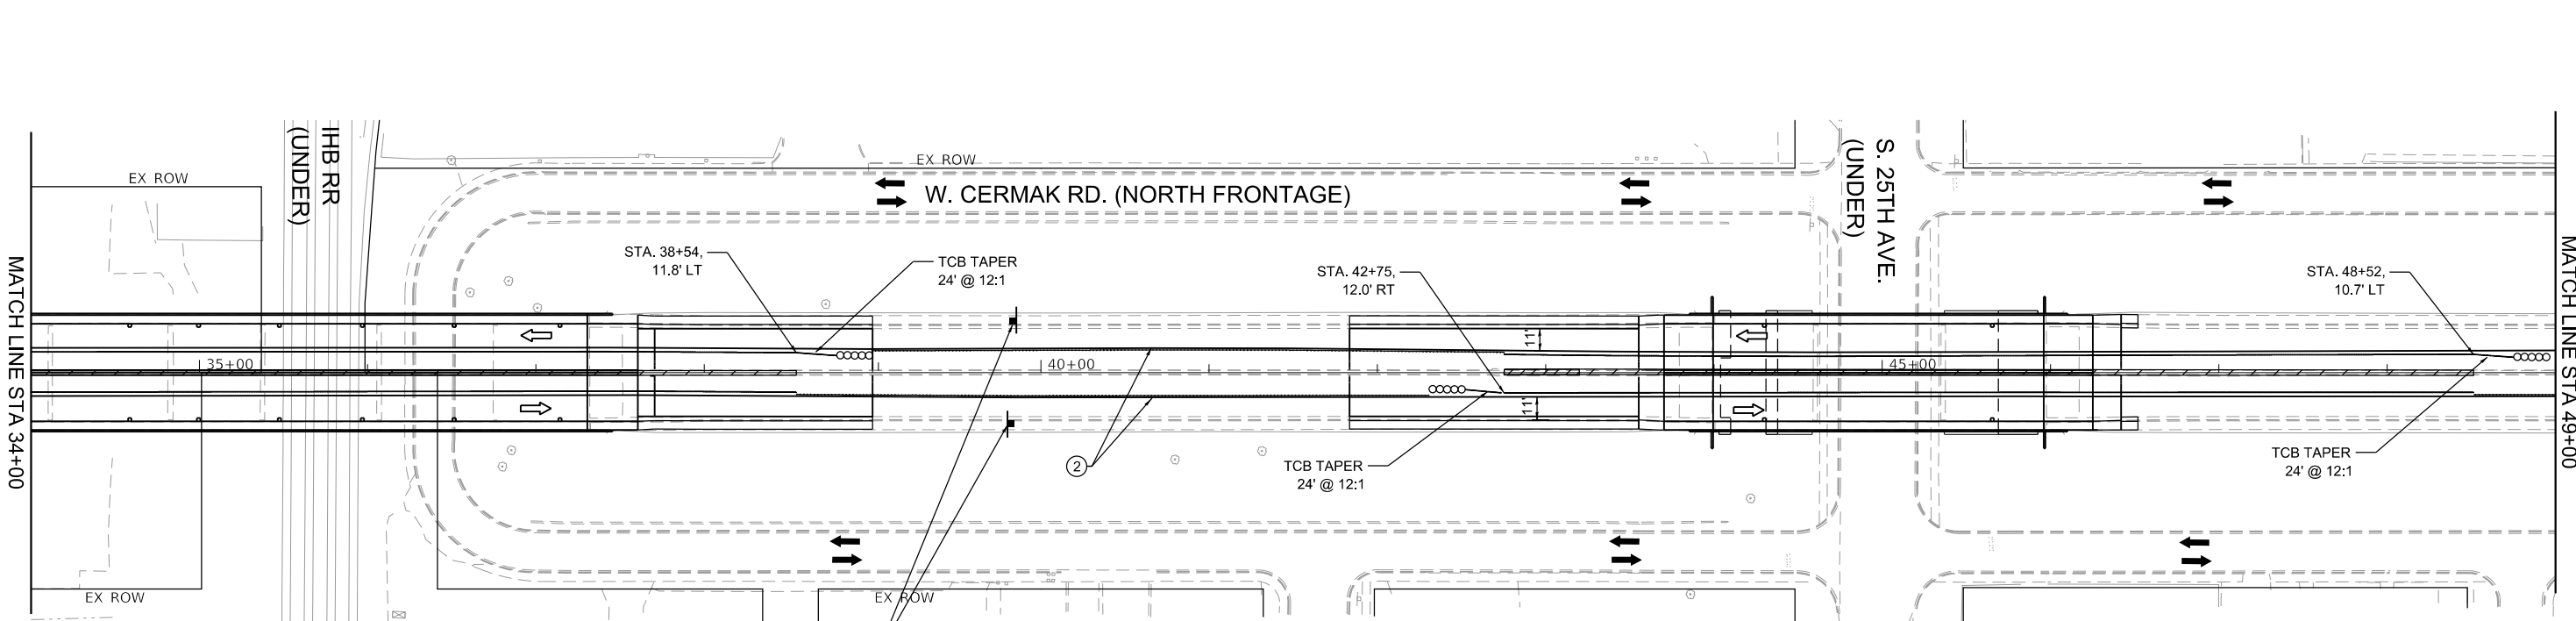 EX ROW
IHB RR
(UNDER)
EX ROW
W. CERMAK RD. (NORTH FRONTAGE)
S. 25TH AVE.
(UNDER)
STA. 38+54,
11.8' LT
TCB TAPER
24' @ 12:1
STA. 42+75,
12.0' RT
STA. 48+52,
10.7' LT
MATCH LINE STA 34+00
MATCH LINE STA 49+00
35+00
40+00
11'
45+00
11'
2
TCB TAPER
24' @ 12:1
TCB TAPER
24' @ 12:1
EX ROW
EX ROW